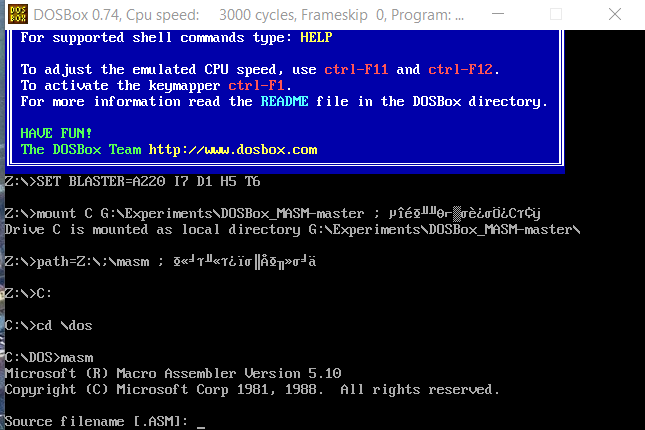 DOSBox 0.74, Cpu speed: 3000 cycles, Frameskip 0, Program: ...
For supported shell commands type: HELP
To adjust the emulated CPU speed, use ctrl-F11 and ctrl-F12.
To activate the keymapper ctrl-F1.
For more information read the README file in the DOSBox directory.
HAVE FUN!
The DOSBox Team http://www.dosbox.com
Z:\>SET BLASTER=A220 I7 D1 H5 T6
Z:\>mount C G:\Experiments\DOSBox_MASM-master ;
Drive C is mounted as local directory G:\Experiments\DOSBox_MASM-master\
Z:\>path=Z:\;\masm ;
Z:\>C:
C:\>cd \dos
C:\DOS>masm
Microsoft (R) Macro Assembler Version 5.10
Copyright (C) Microsoft Corp 1981, 1988.  All rights reserved.
Source filename [.ASM]: _